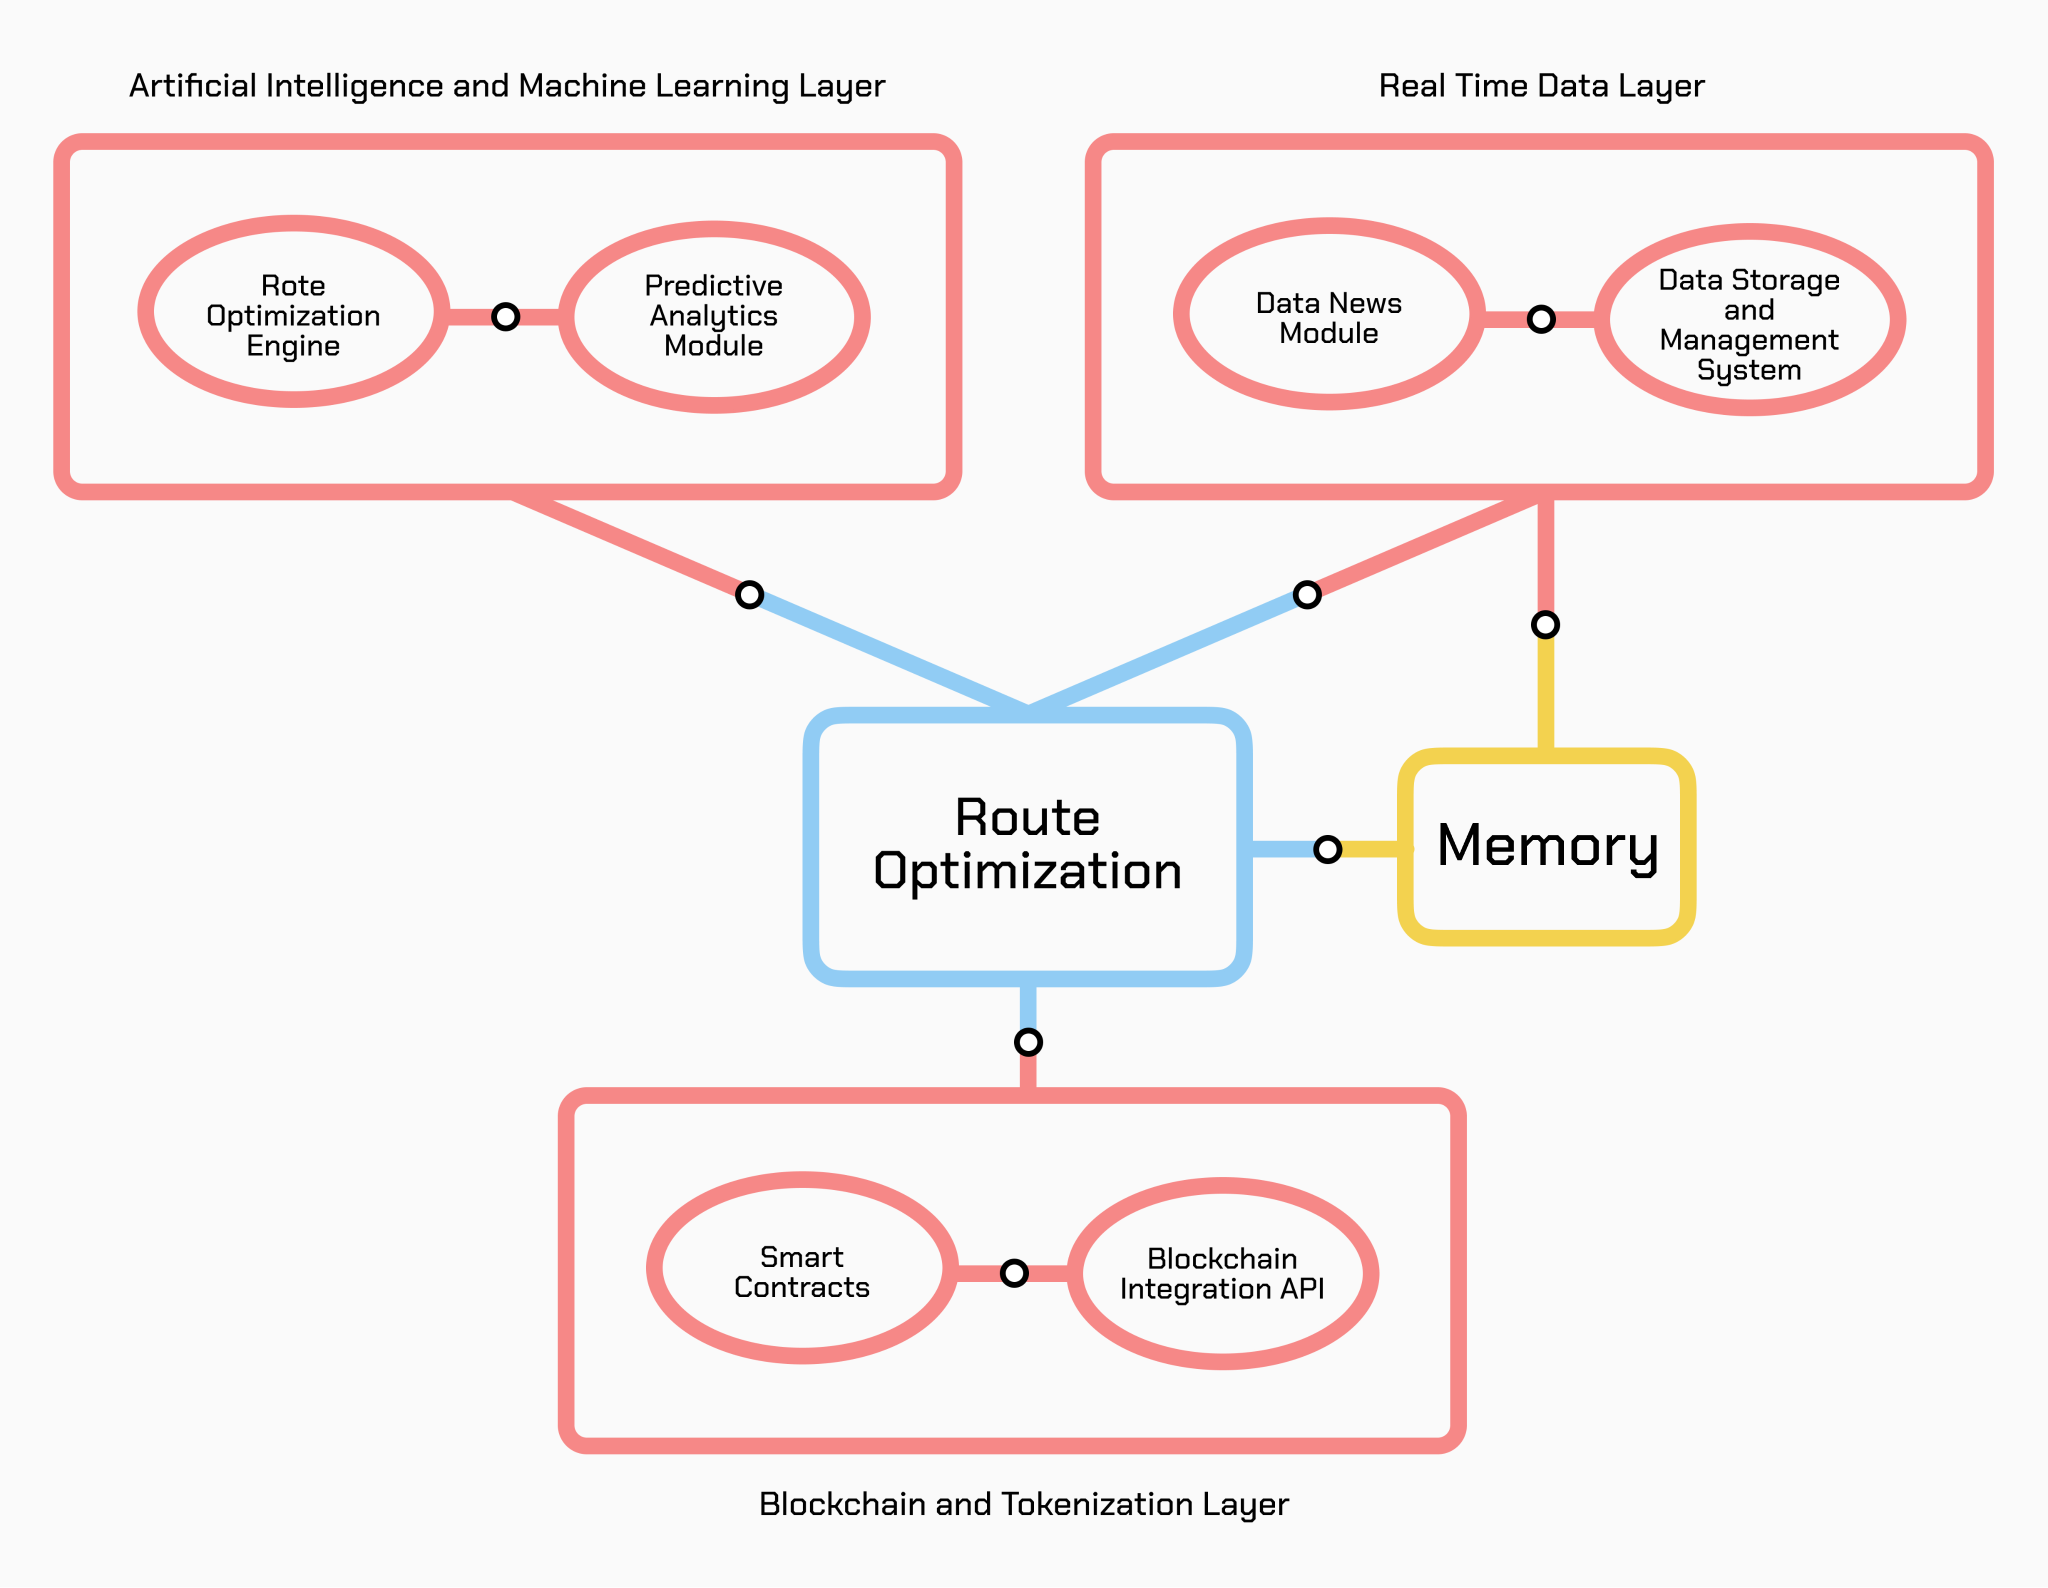 Artificial Intelligence and Machine Learning Layer
Real Time Data Layer
Rote
Optimization
Engine
Predictive
Analytics
Module
Data News
Module
Data Storage
and
Management
System
Route
Optimization
Memory
Smart
Contracts
Blockchain
Integration API
Blockchain and Tokenization Layer